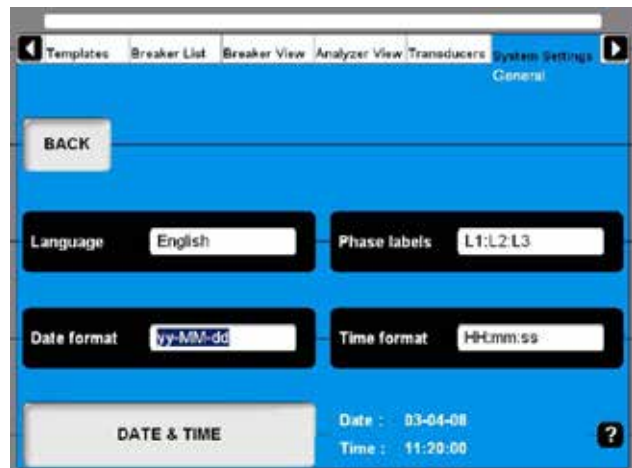 Templates Breaker List Breaker View Analyzer View Transducers System Settings
General
BACK
Language English Phase labels L1:L2:L3
Date format yy-MM-dd Time format HH:mm:ss
DATE & TIME
Date : 03-04-08
Time : 11:20:00
?